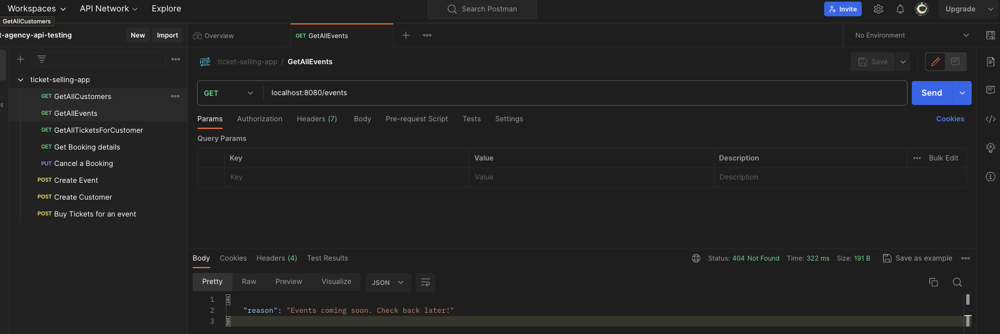 Workspaces API Network Explore Search Postman Invite Upgrade
GetAllCustomers
t-agency-api-testing New Import Overview GET GetAllEvents No Environment
ticket-selling-app / GetAllEvents Save
ticket-selling-app
GET GetAllCustomers
GET GetAllEvents
GET GetAllTicketsForCustomer
GET Get Booking details
PUT Cancel a Booking
POST Create Event
POST Create Customer
POST Buy Tickets for an event
s
HTTP
GET localhost:8080/events Send
Params Authorization Headers (7) Body Pre-request Script Tests Settings Cookies
Query Params
Key Value Description Bulk Edit
Key Value Description
Body Cookies Headers (4) Test Results Status: 404 Not Found Time: 322 ms Size: 191 B Save as example
Pretty Raw Preview Visualize JSON
1 {
2 "reason": "Events coming soon. Check back later!"
3 }